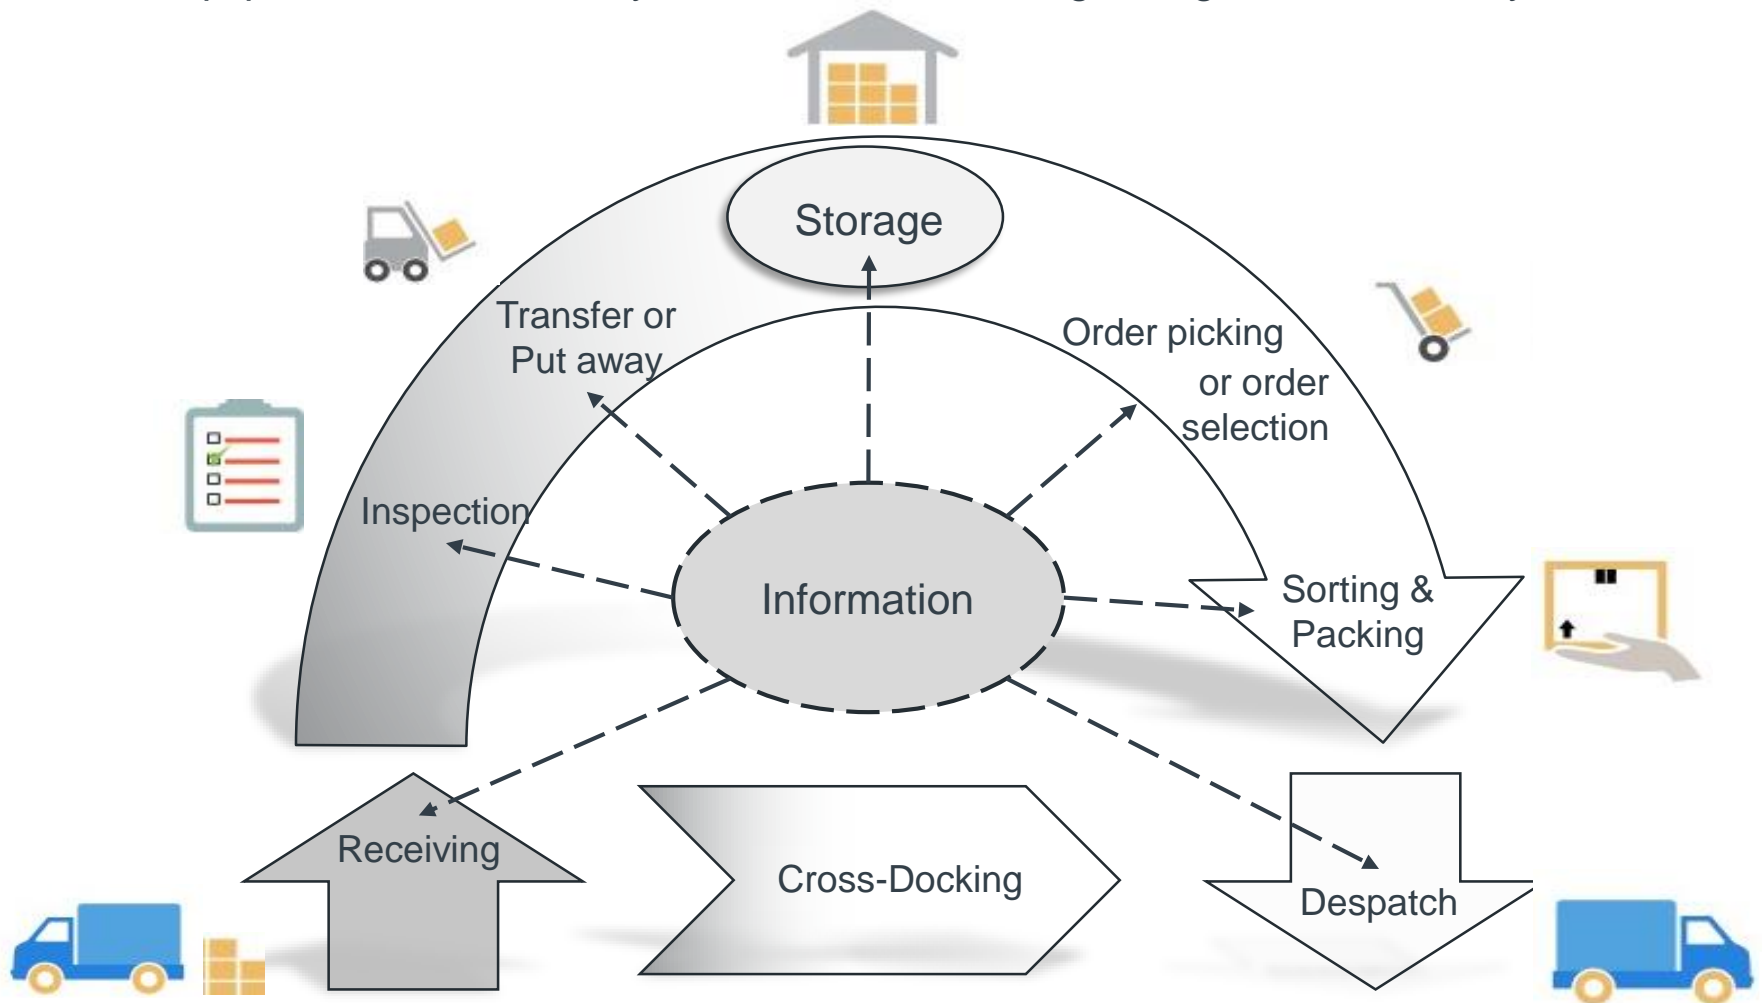 Storage
Transfer or
Put away
Order picking
or order
selection
Inspection
Information
Sorting &
Packing
Receiving
Cross-Docking
Despatch